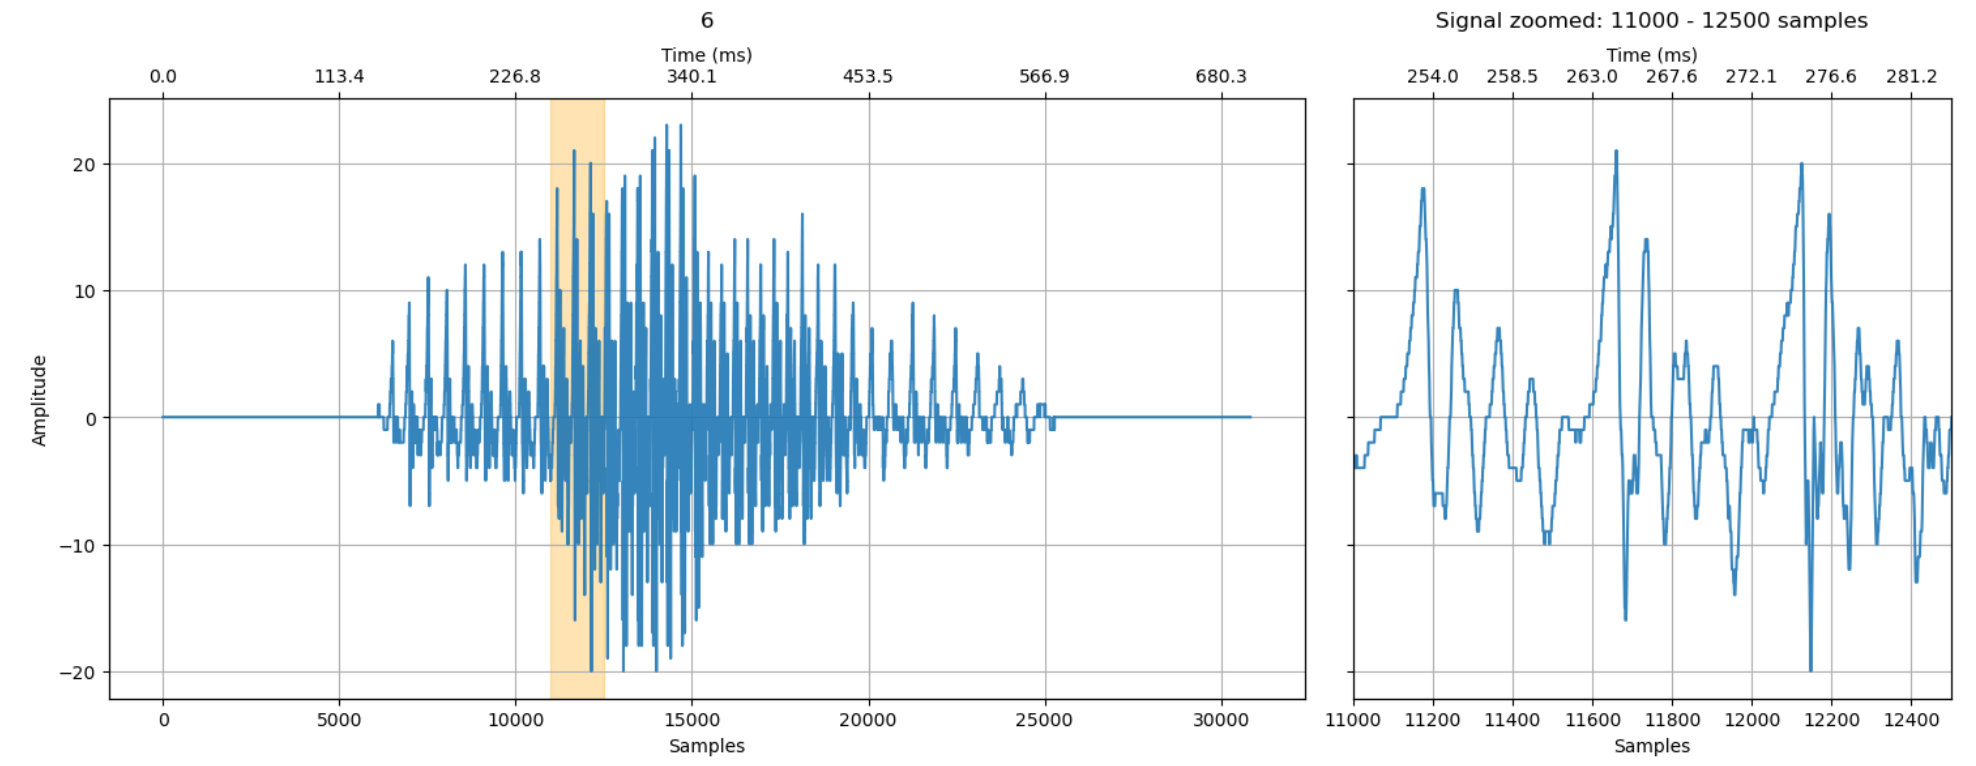 6
Time (ms)
0.0 113.4 226.8 340.1 453.5 566.9 680.3
Amplitude
20
10
0
−10
−20
0 5000 10000 15000 20000 25000 30000
Samples
Signal zoomed: 11000 - 12500 samples
Time (ms)
254.0 258.5 263.0 267.6 272.1 276.6 281.2
11000 11200 11400 11600 11800 12000 12200 12400
Samples